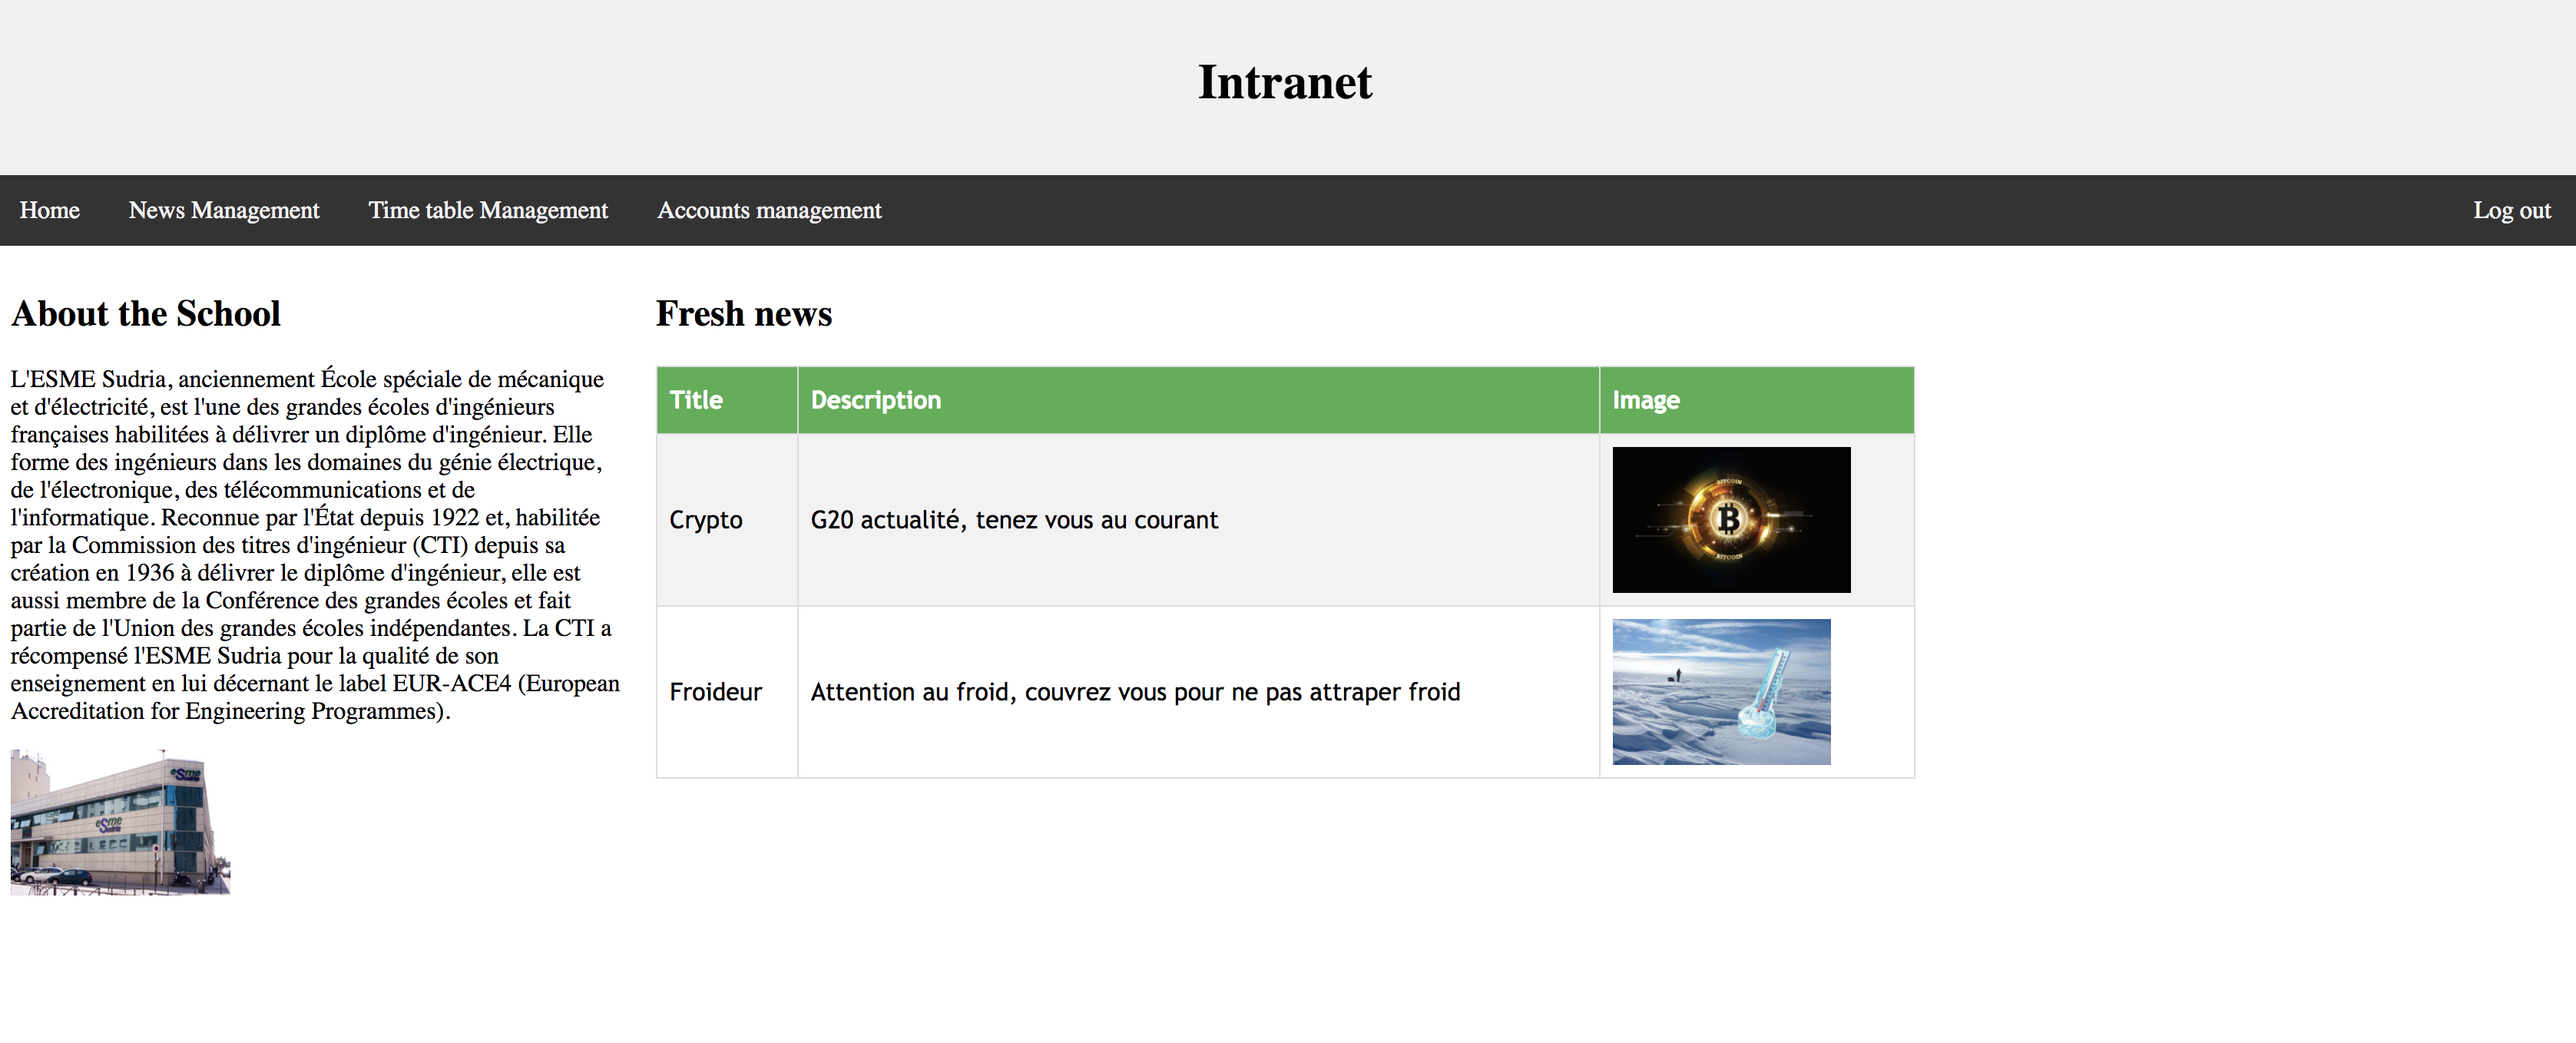 Intranet
Home News Management Time table Management Accounts management Log out
About the School
L'ESME Sudria, anciennement École spéciale de mécanique
et d'électricité, est l'une des grandes écoles d'ingénieurs
françaises habilitées à délivrer un diplôme d'ingénieur. Elle
forme des ingénieurs dans les domaines du génie électrique,
de l'électronique, des télécommunications et de
l'informatique. Reconnue par l'État depuis 1922 et, habilitée
par la Commission des titres d'ingénieur (CTI) depuis sa
création en 1936 à délivrer le diplôme d'ingénieur, elle est
aussi membre de la Conférence des grandes écoles et fait
partie de l'Union des grandes écoles indépendantes. La CTI a
récompensé l'ESME Sudria pour la qualité de son
enseignement en lui décernant le label EUR-ACE4 (European
Accreditation for Engineering Programmes).
eSme
Sudria
eSme
Sudria
Fresh news
Title Description Image
Crypto G20 actualité, tenez vous au courant
BITCOIN
B
BITCOIN
Froideur Attention au froid, couvrez vous pour ne pas attraper froid